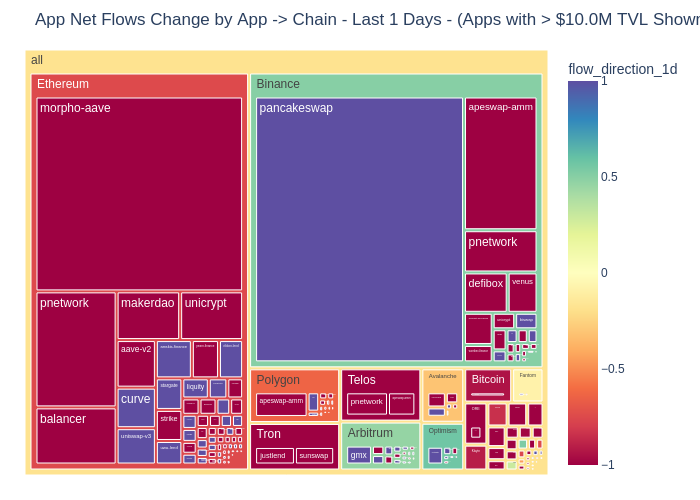 App Net Flows Change by App -> Chain - Last 1 Days - (Apps with > $10.0M TVL Shown
all
Ethereum
morpho-aave
pnetwork
makerdao
unicrypt
aave-v2
curve
uniswap-v3
balancer
stargate
liquity
strike
Binance
pancakeswap
apeswap-amm
pnetwork
defibox
venus
Polygon
apeswap-amm
Telos
pnetwork
Avalanche
Bitcoin
Fantom
Tron
justlend
sunswap
Arbitrum
gmx
Optimism
flow_direction_1d
1
0.5
0
−0.5
−1